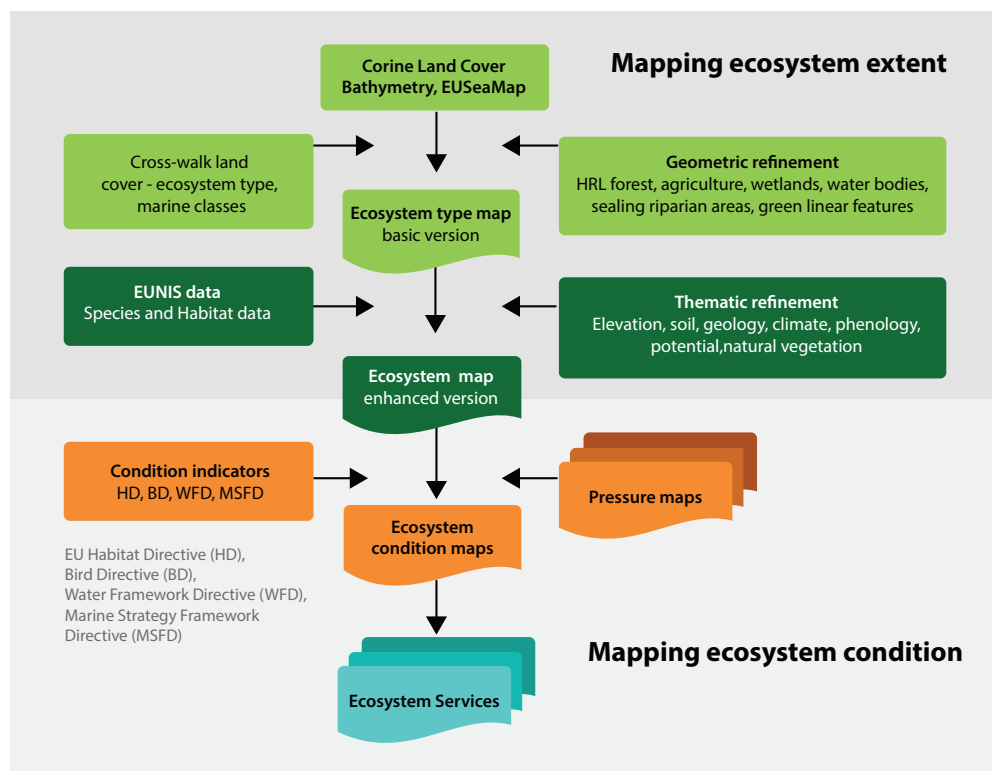 Mapping ecosystem extent
Corine Land Cover
Bathymetry, EUSeaMap
Cross-walk land
cover - ecosystem type,
marine classes
Geometric refinement
HRL forest, agriculture, wetlands, water bodies,
sealing riparian areas, green linear features
Ecosystem type map
basic version
EUNIS data
Species and Habitat data
Thematic refinement
Elevation, soil, geology, climate, phenology,
potential,natural vegetation
Ecosystem map
enhanced version
Condition indicators
HD, BD, WFD, MSFD
Pressure maps
Ecosystem
condition maps
EU Habitat Directive (HD),
Bird Directive (BD),
Water Framework Directive (WFD),
Marine Strategy Framework
Directive (MSFD)
Mapping ecosystem condition
Ecosystem Services